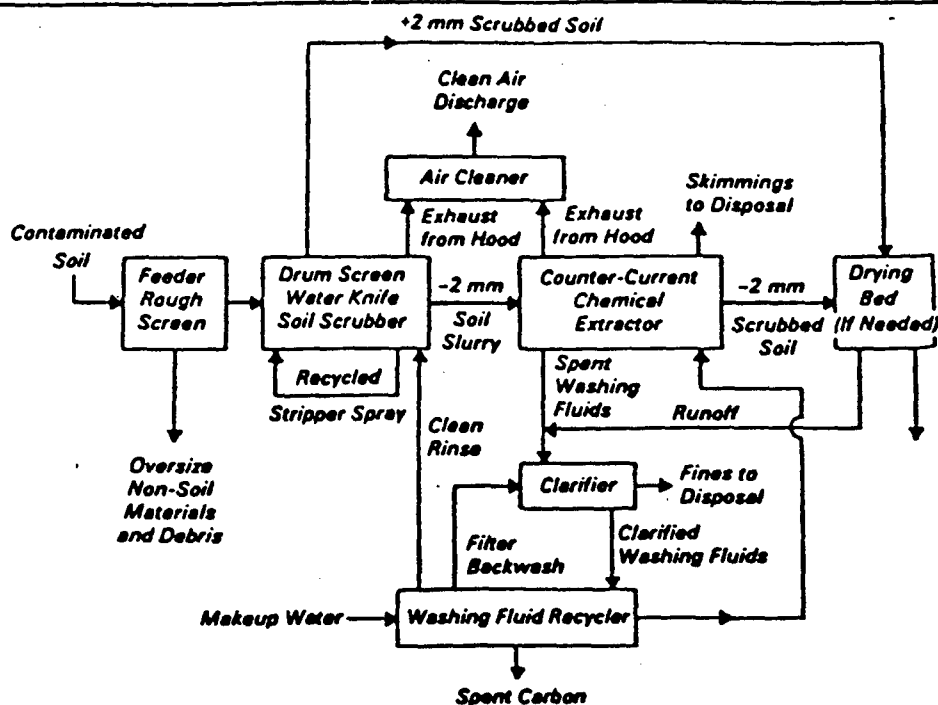 +2 mm Scrubbed Soil
Clean Air
Discharge
Air Cleaner
Skimmings
to Disposal
Exhaust
from Hood
Exhaust
from Hood
Contaminated
Soil
Feeder
Rough
Screen
Drum Screen
Water Knife
Soil Scrubber
-2 mm
Soil
Slurry
Counter-Current
Chemical
Extractor
-2 mm
Scrubbed
Soil
Drying
Bed
(If Needed)
Recycled
Stripper Spray
Spent
Washing
Fluids
Runoff
Clean
Rinse
Oversize
Non-Soil
Materials
and Debris
Clarifier
Fines to
Disposal
Filter
Backwash
Clarified
Washing Fluids
Makeup Water
Washing Fluid Recycler
Spent Carbon